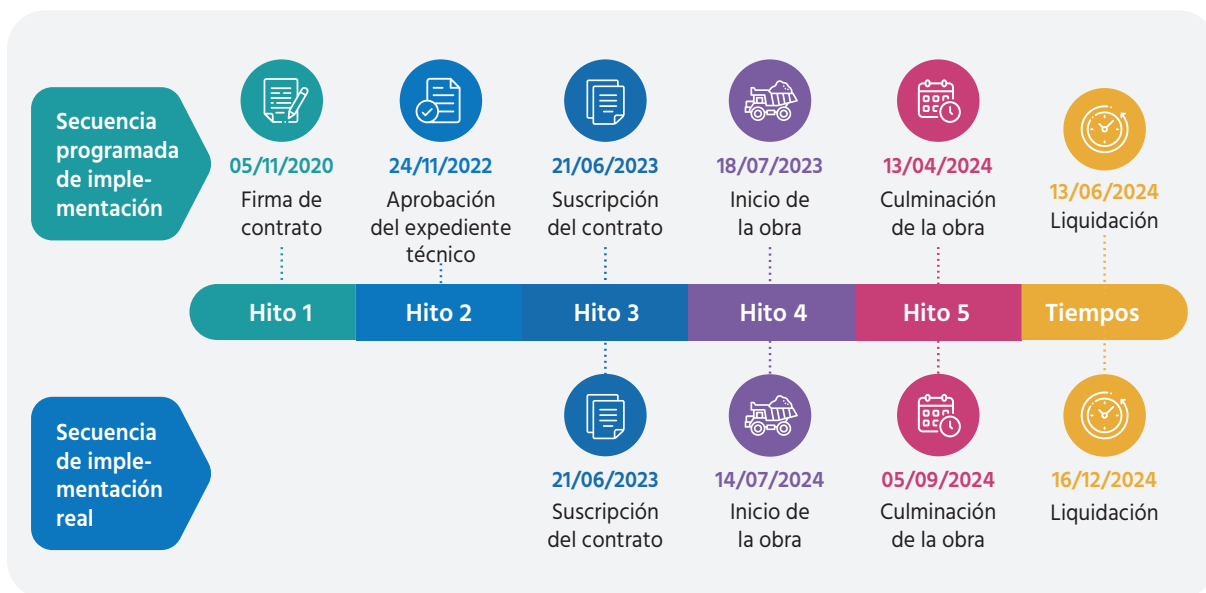 Secuencia
programada
de imple-
mentación
05/11/2020
Firma de
contrato
24/11/2022
Aprobación
del expediente
técnico
21/06/2023
Suscripción
del contrato
18/07/2023
Inicio de
la obra
13/04/2024
Culminación
de la obra
13/06/2024
Liquidación
Hito 1
Hito 2
Hito 3
Hito 4
Hito 5
Tiempos
Secuencia
de imple-
mentación
real
21/06/2023
Suscripción
del contrato
14/07/2024
Inicio de
la obra
05/09/2024
Culminación
de la obra
16/12/2024
Liquidación